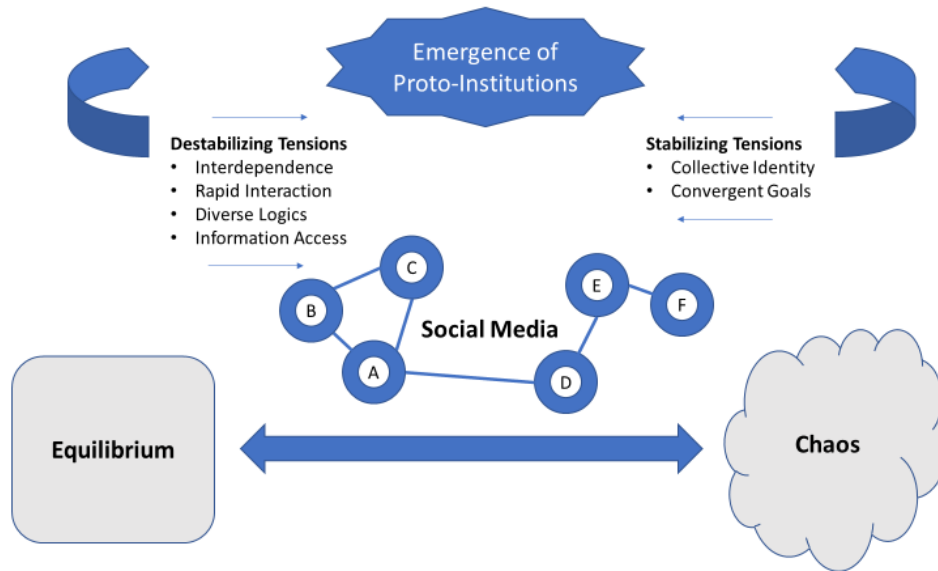 Emergence of
Proto-Institutions
Destabilizing Tensions
• Interdependence
• Rapid Interaction
• Diverse Logics
• Information Access
Stabilizing Tensions
• Collective Identity
• Convergent Goals
C
B
A
Social Media
E
F
D
Equilibrium
Chaos